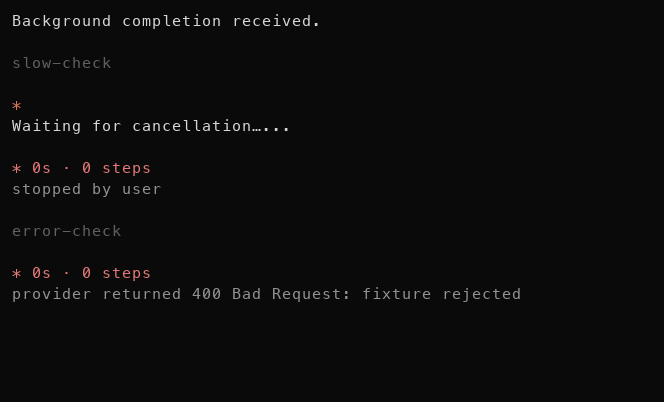 Background completion received.
slow-check
*
Waiting for cancellation…...
* 0s · 0 steps
stopped by user
error-check
* 0s · 0 steps
provider returned 400 Bad Request: fixture rejected